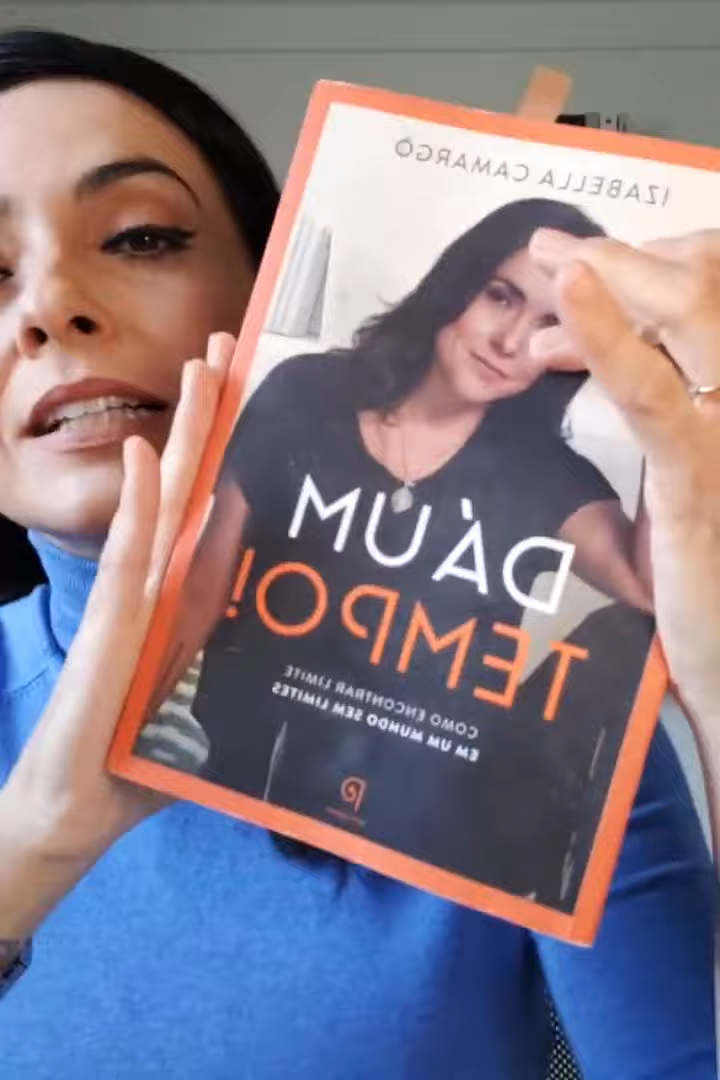 IZABELLA CAMARGO
DÁ UM
TEMPO!
COMO ENCONTRAR LIMITE
EM UM MUNDO SEM LIMITES